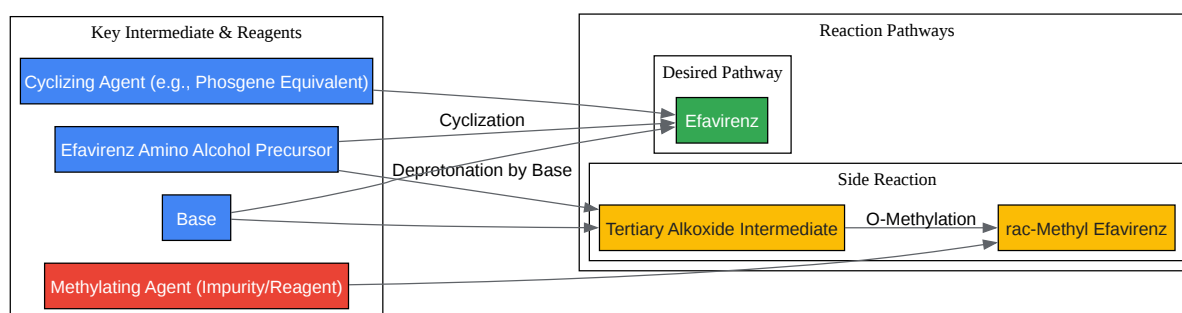 Key Intermediate & Reagents
Cyclizing Agent (e.g., Phosgene Equivalent)
Efavirenz Amino Alcohol Precursor
Base
Methylating Agent (Impurity/Reagent)
Cyclization
Deprotonation by Base
Reaction Pathways
Desired Pathway
Efavirenz
Side Reaction
Tertiary Alkoxide Intermediate
O-Methylation
rac-Methyl Efavirenz